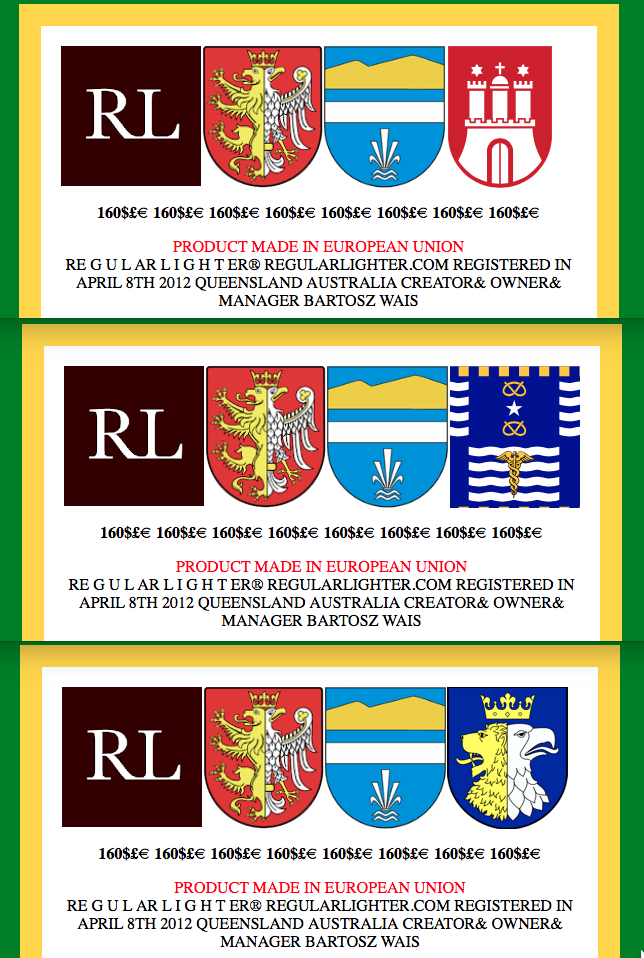 RL
160$£€ 160$£€ 160$£€ 160$£€ 160$£€ 160$£€ 160$£€ 160$£€
PRODUCT MADE IN EUROPEAN UNION
RE G U L AR L I G H T ER® REGULARLIGHTER.COM REGISTERED IN
APRIL 8TH 2012 QUEENSLAND AUSTRALIA CREATOR& OWNER&
MANAGER BARTOSZ WAIS
RL
160$£€ 160$£€ 160$£€ 160$£€ 160$£€ 160$£€ 160$£€ 160$£€
PRODUCT MADE IN EUROPEAN UNION
RE G U L AR L I G H T ER® REGULARLIGHTER.COM REGISTERED IN
APRIL 8TH 2012 QUEENSLAND AUSTRALIA CREATOR& OWNER&
MANAGER BARTOSZ WAIS
RL
160$£€ 160$£€ 160$£€ 160$£€ 160$£€ 160$£€ 160$£€ 160$£€
PRODUCT MADE IN EUROPEAN UNION
RE G U L AR L I G H T ER® REGULARLIGHTER.COM REGISTERED IN
APRIL 8TH 2012 QUEENSLAND AUSTRALIA CREATOR& OWNER&
MANAGER BARTOSZ WAIS